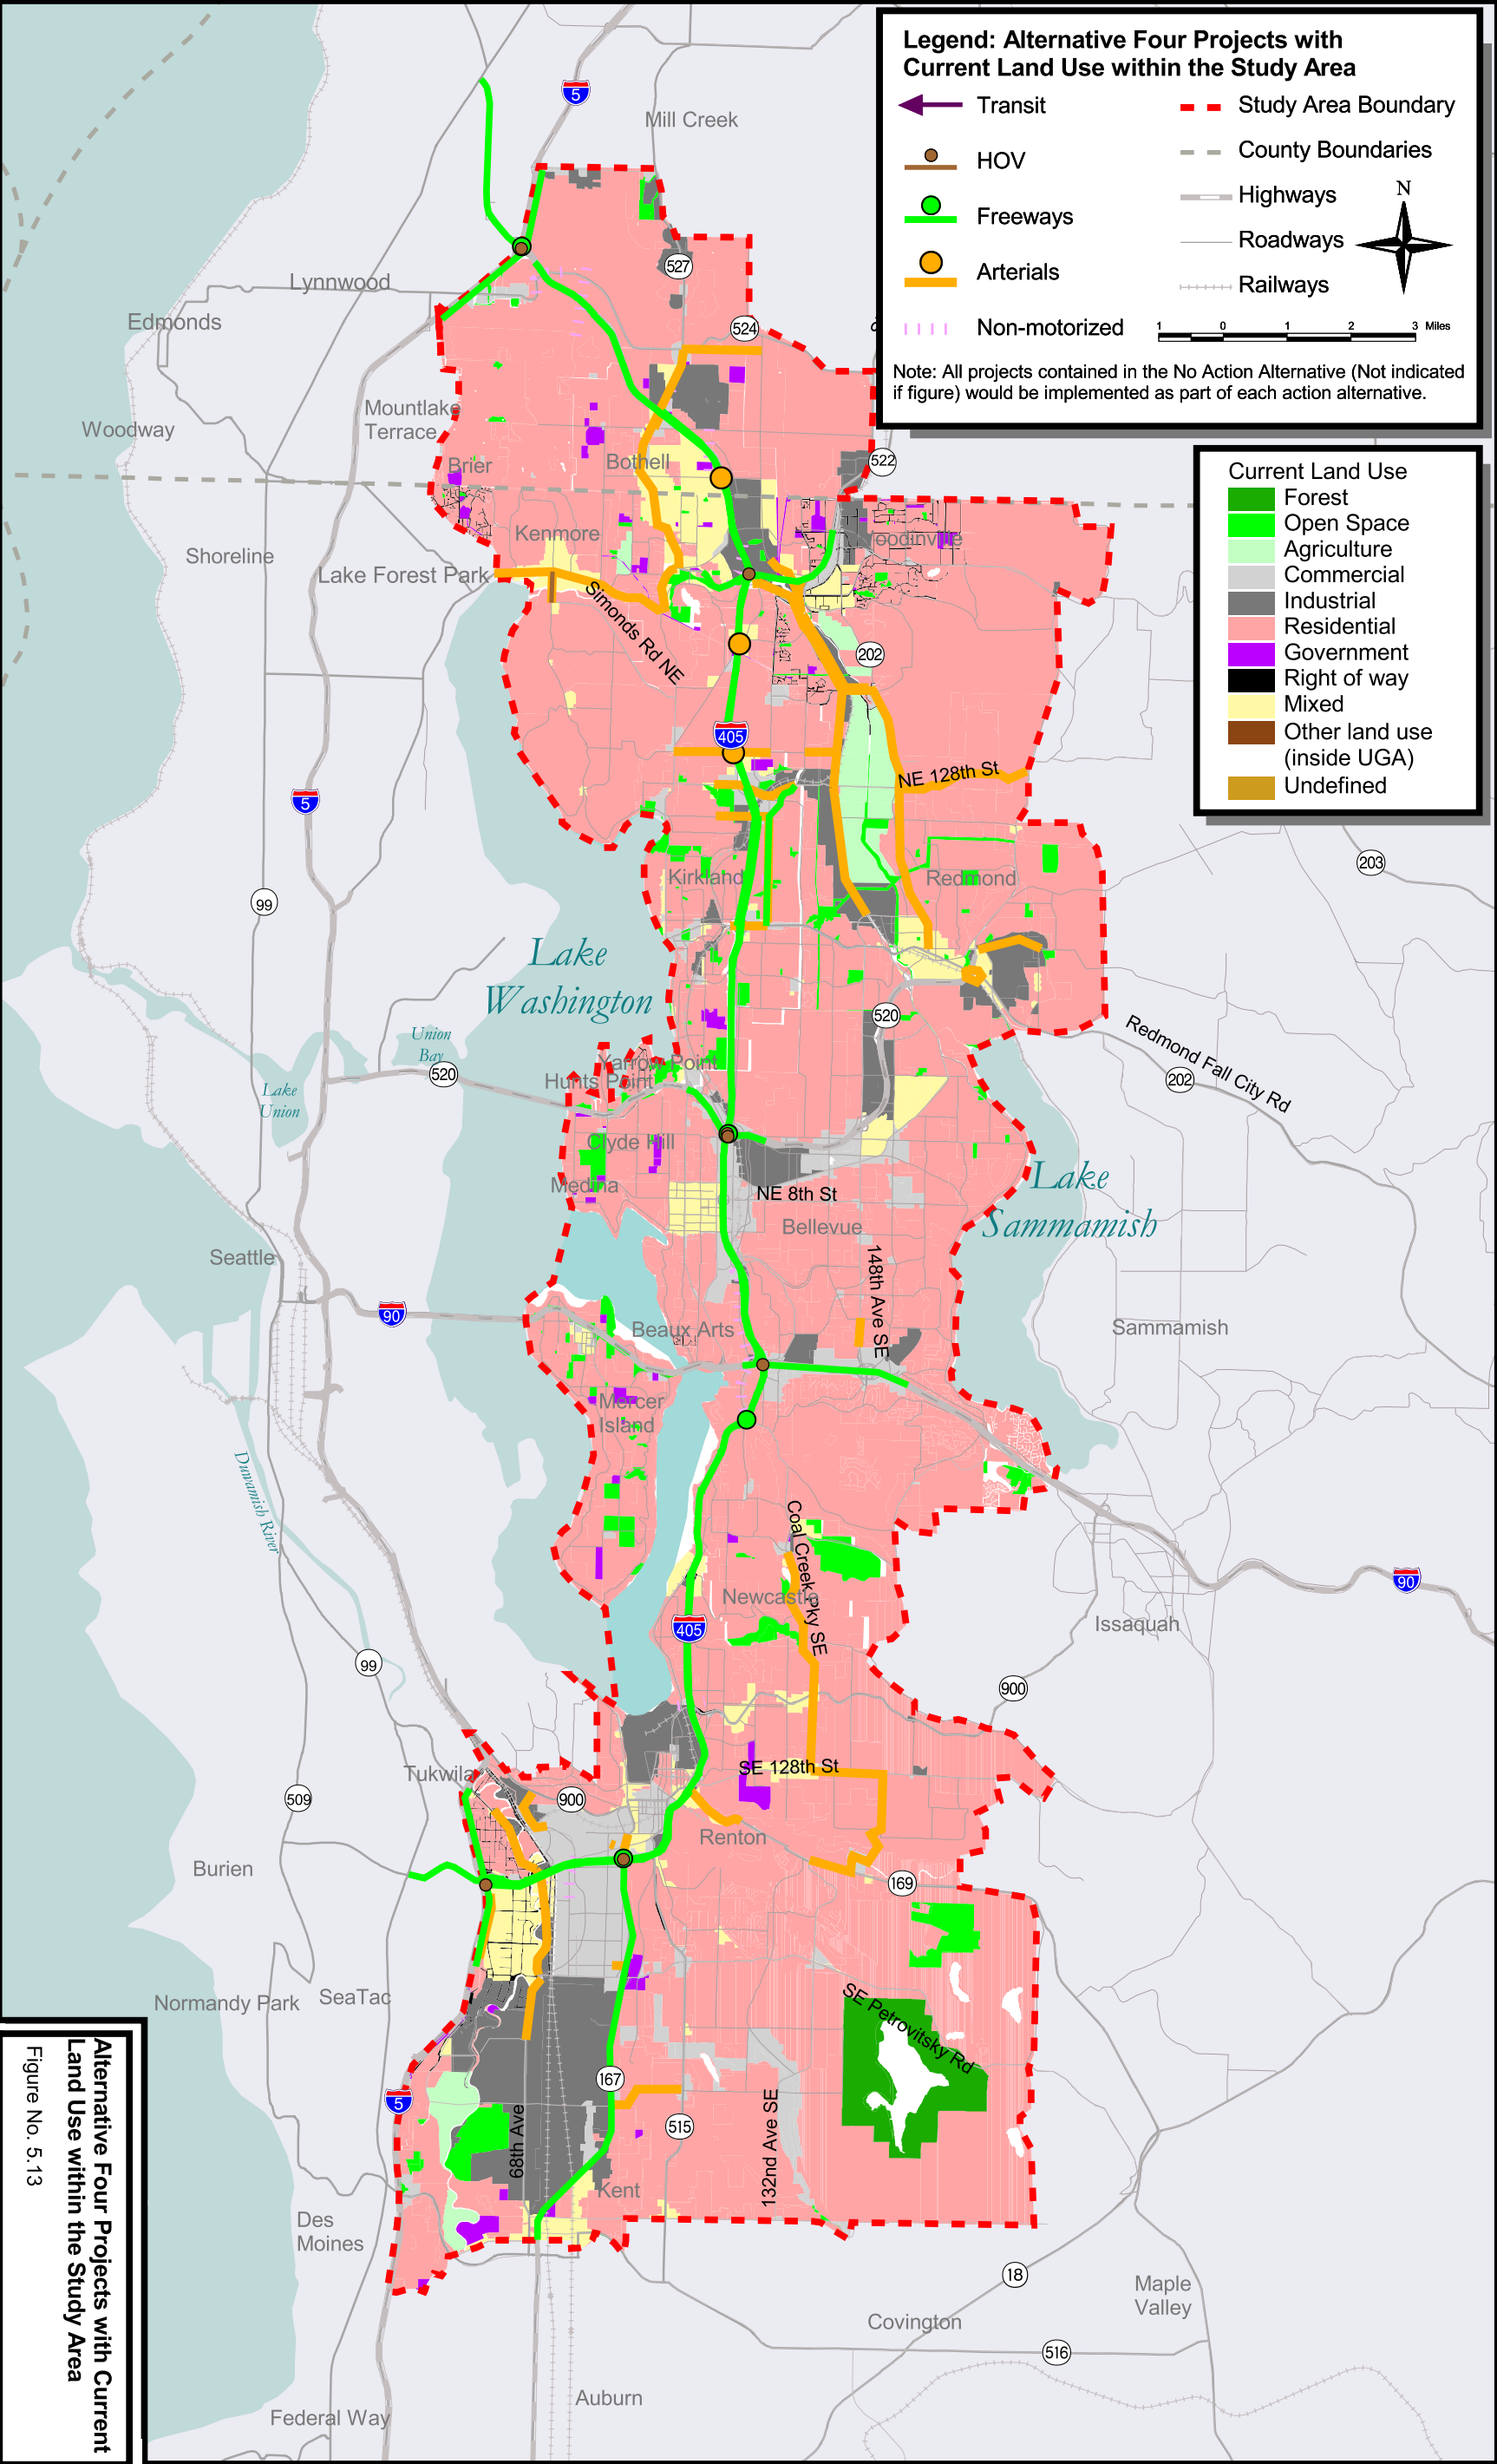 Legend: Alternative Four Projects with
Current Land Use within the Study Area
Transit
HOV
Freeways
Arterials
Non-motorized
Study Area Boundary
County Boundaries
Highways
Roadways
Railways
N
1 0 1 2 3 Miles
Note: All projects contained in the No Action Alternative (Not indicated
if figure) would be implemented as part of each action alternative.
Current Land Use
Forest
Open Space
Agriculture
Commercial
Industrial
Residential
Government
Right of way
Mixed
Other land use
(inside UGA)
Undefined
5
Mill Creek
527
Lynnwood
Edmonds
524
Mountlake
Terrace
Woodway
Brier
Bothell
522
Kenmore
Woodinville
Shoreline
Lake Forest Park
Simonds Rd NE
202
405
NE 128th St
5
203
Kirkland
Redmond
99
Lake
Washington
520
Union
Bay
520
Redmond Fall City Rd
202
Yarrow Point
Hunts Point
Lake
Union
Clyde Hill
Medina
NE 8th St
Lake
Sammamish
Bellevue
148th Ave SE
Seattle
90
Beaux Arts
Sammamish
Mercer
Island
Duwamish River
Coal Creek Pky SE
Newcastle
90
Issaquah
405
99
900
Tukwila
SE 128th St
509
900
Renton
Burien
169
Normandy Park
SeaTac
SE Petrovitsky Rd
5
167
515
68th Ave
132nd Ave SE
Kent
Des
Moines
18
Maple
Valley
Covington
516
Auburn
Federal Way
Alternative Four Projects with Current
Land Use within the Study Area
Figure No. 5.13